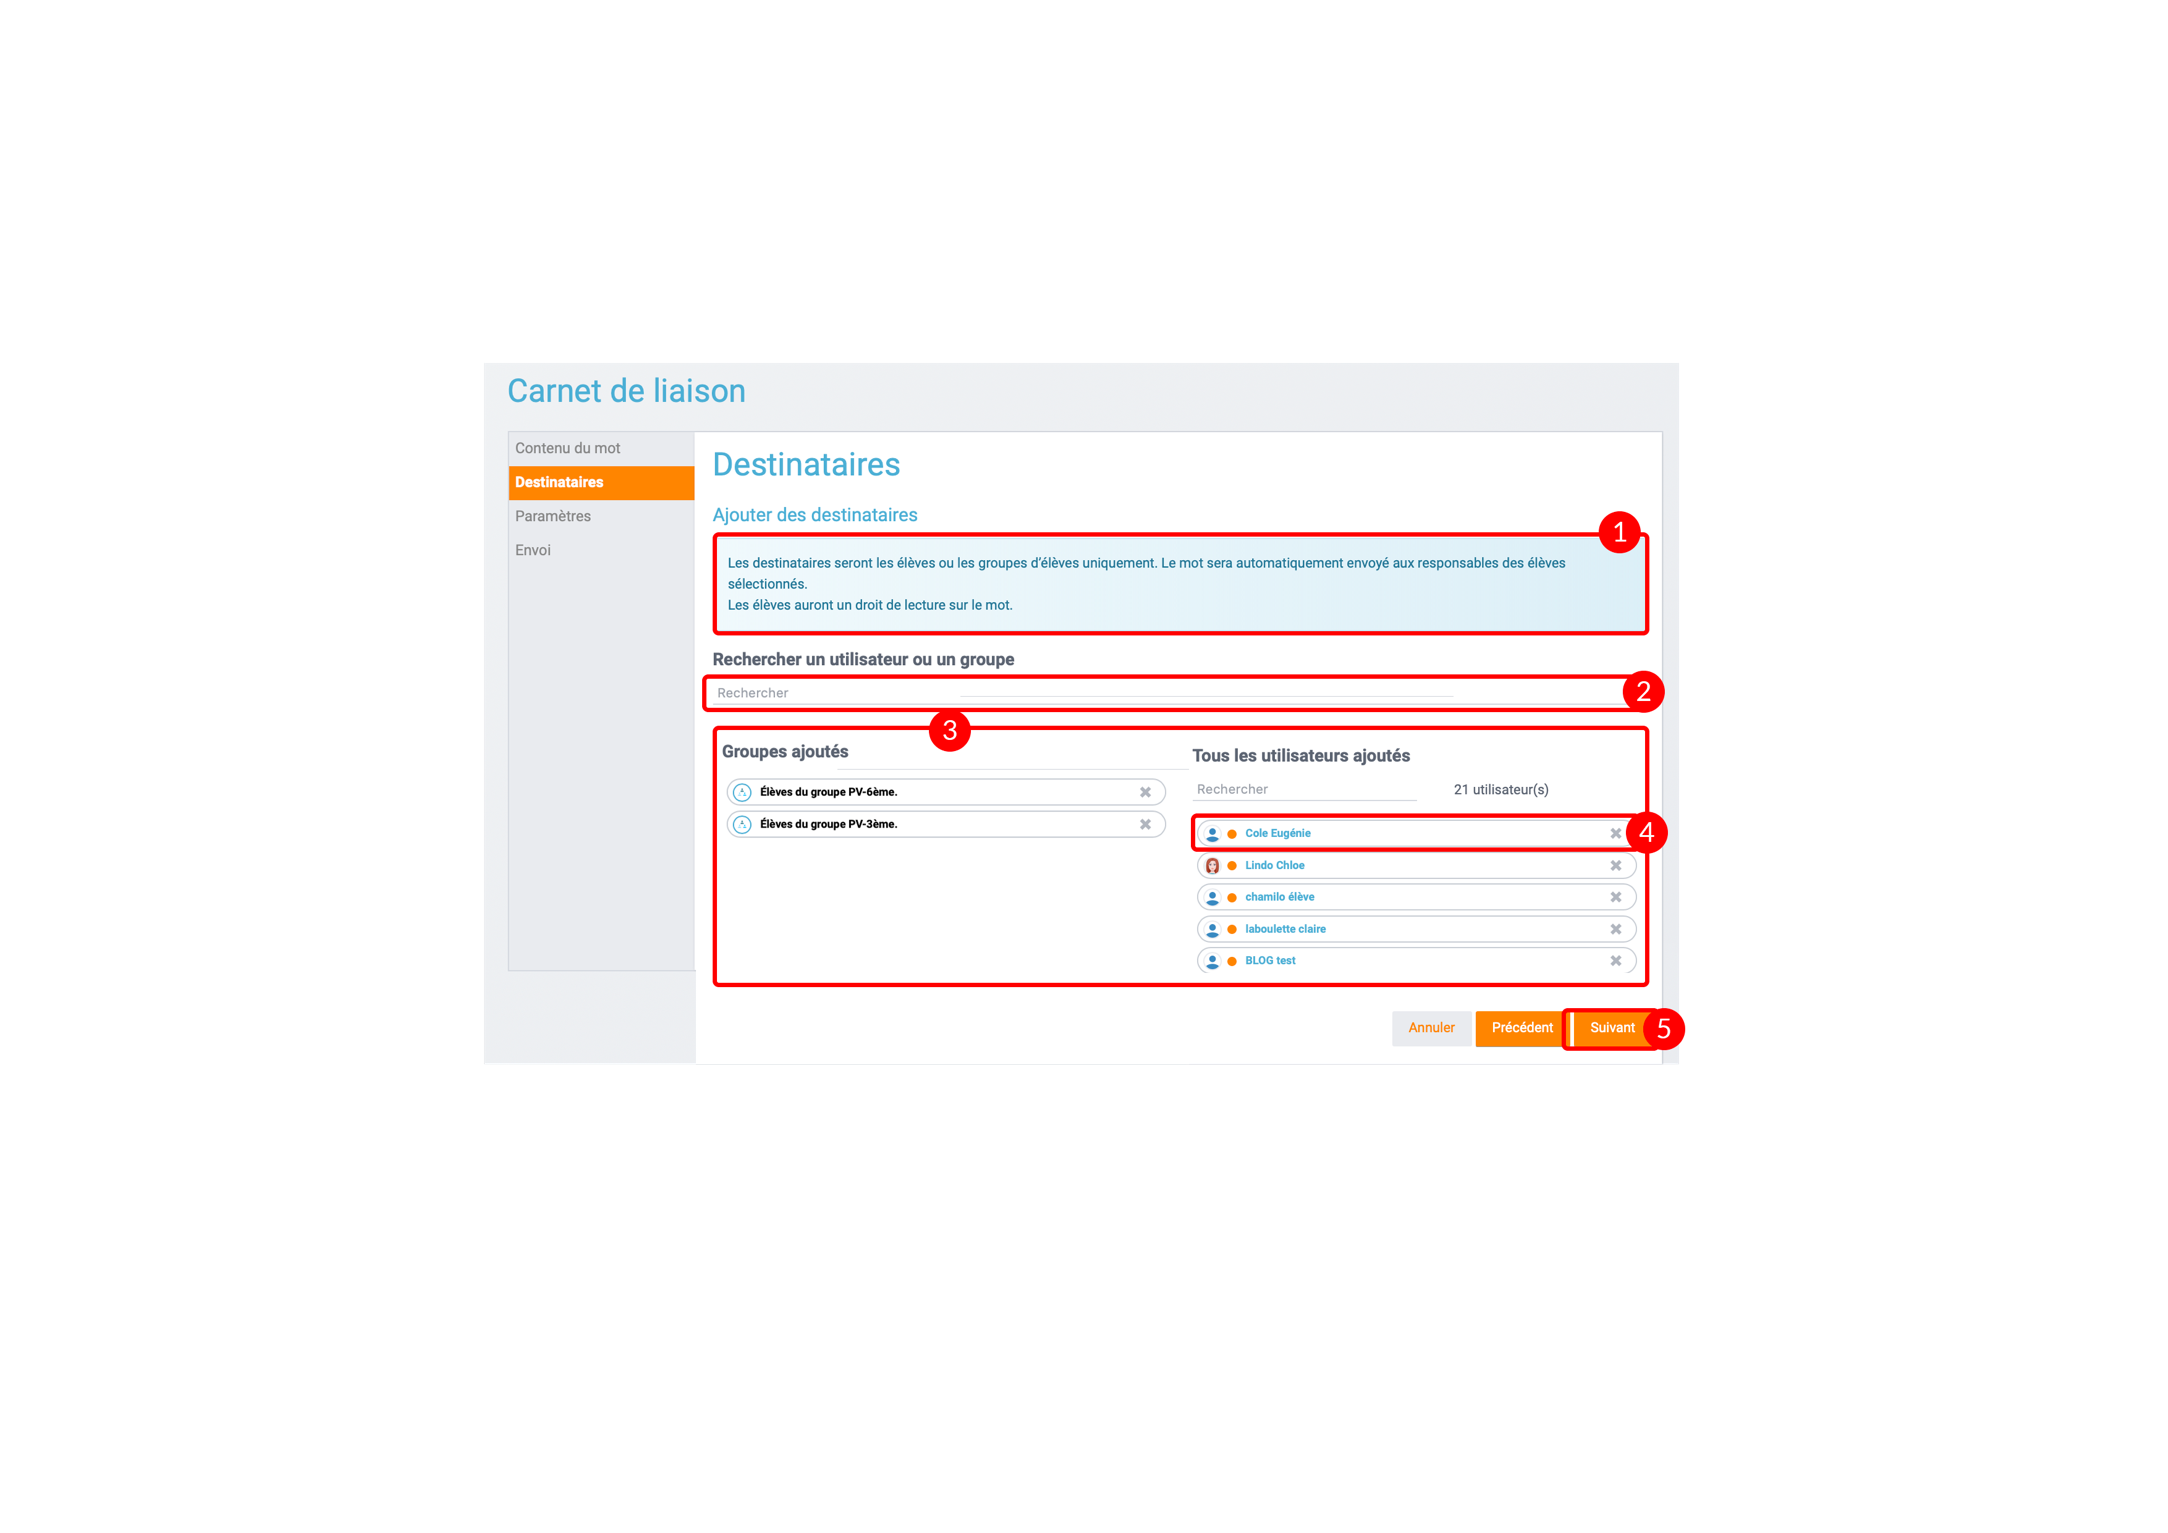 Carnet de liaison
Contenu du mot
Destinataires
Paramètres
Envoi
Destinataires
Ajouter des destinataires
1
Les destinataires seront les élèves ou les groupes d'élèves uniquement. Le mot sera automatiquement envoyé aux responsables des élèves
sélectionnés.
Les élèves auront un droit de lecture sur le mot.
Rechercher un utilisateur ou un groupe
Rechercher
2
3
Groupes ajoutés
Élèves du groupe PV-6ème.
Élèves du groupe PV-3ème.
Tous les utilisateurs ajoutés
Rechercher
21 utilisateur(s)
Cole Eugénie
4
Lindo Chloe
chamilo élève
laboulette claire
BLOG test
Annuler
Précédent
Suivant
5